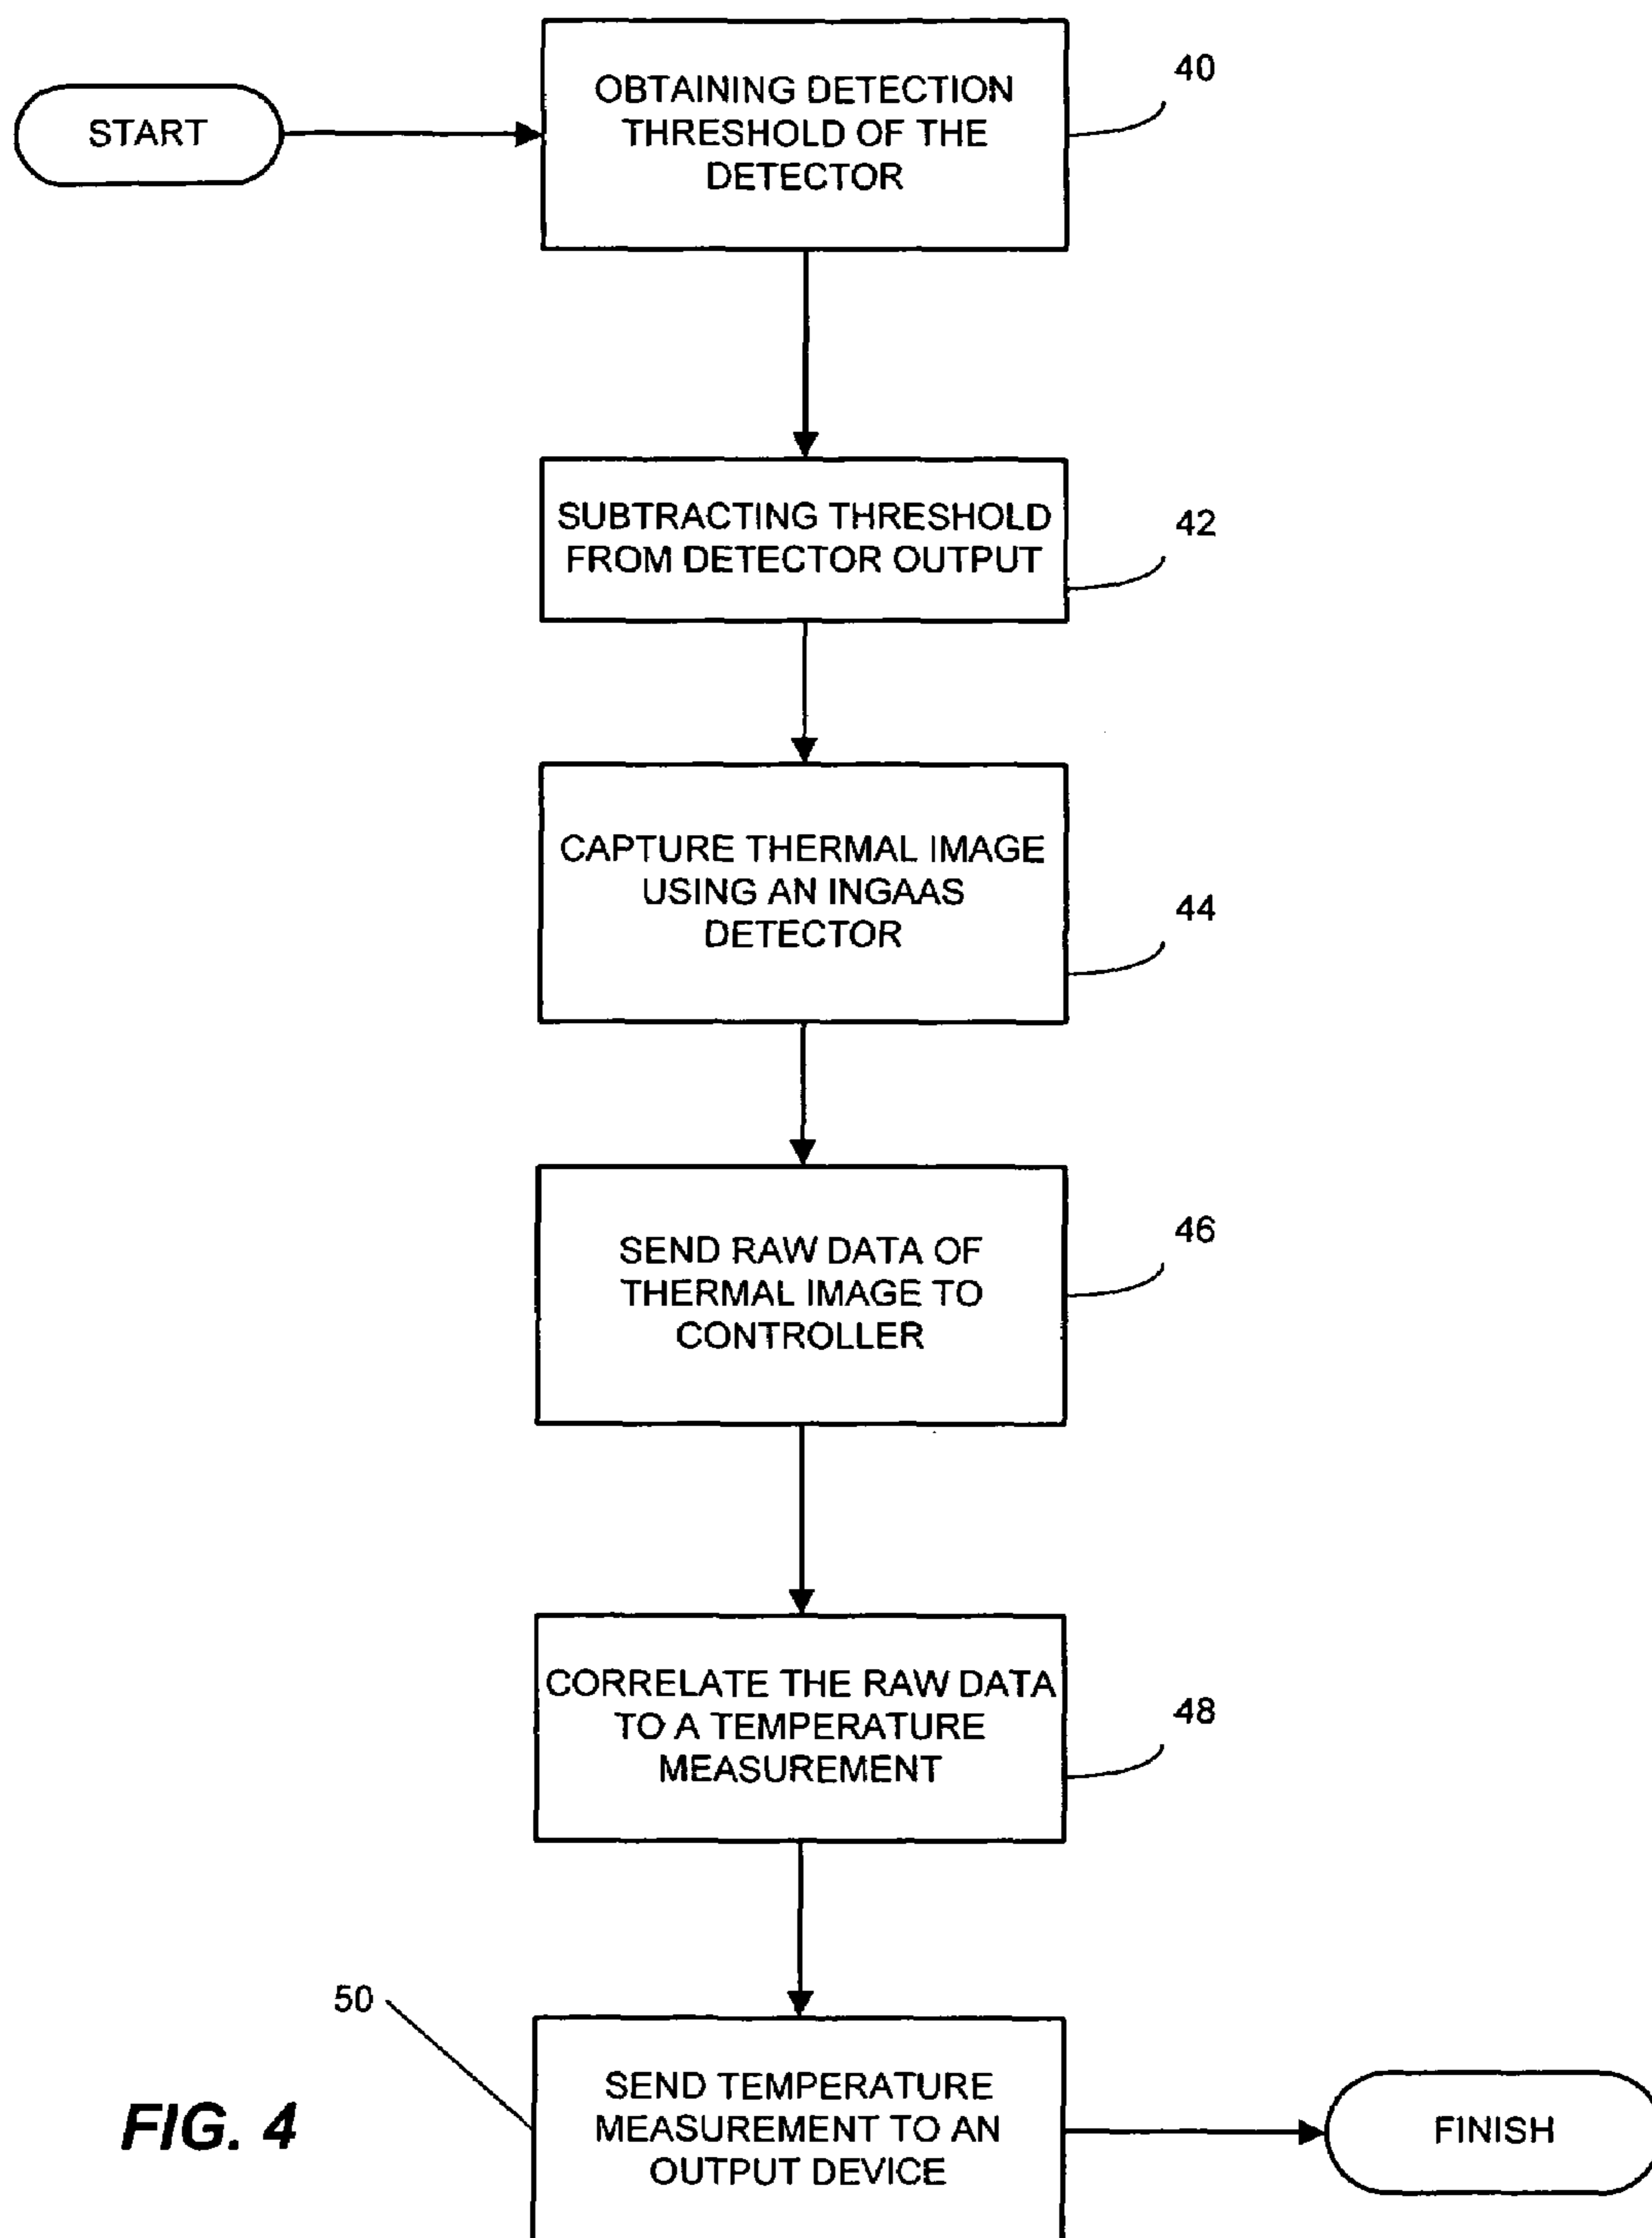 START
OBTAINING DETECTION
THRESHOLD OF THE
DETECTOR
40
SUBTRACTING THRESHOLD
FROM DETECTOR OUTPUT
42
CAPTURE THERMAL IMAGE
USING AN INGAAS
DETECTOR
44
SEND RAW DATA OF
THERMAL IMAGE TO
CONTROLLER
46
CORRELATE THE RAW DATA
TO A TEMPERATURE
MEASUREMENT
48
50
SEND TEMPERATURE
MEASUREMENT TO AN
OUTPUT DEVICE
FINISH
FIG. 4